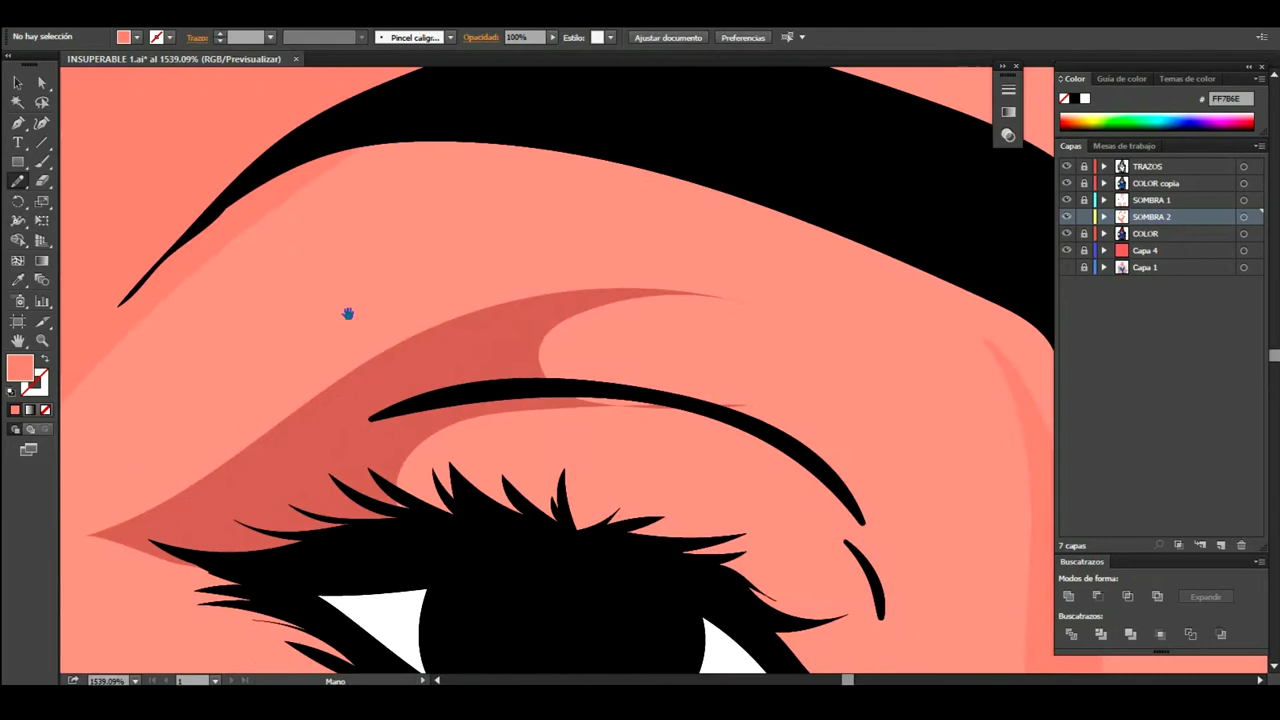 No hay selección
Trazo:
Pincel caligr...
Opacidad:
100%
Estilo:
Ajustar documento
Preferencias
INSUPERABLE 1.ai* al 1539.09% (RGB/Previsualizar)
Color
Guía de color
Temas de color
# FF7B6E
Capas
Mesas de trabajo
TRAZOS
COLOR copia
SOMBRA 1
SOMBRA 2
COLOR
Capa 4
Capa 1
7 capas
Buscatrazos
Modos de forma:
Expandir
Buscatrazos:
1539.09%
1
Mano